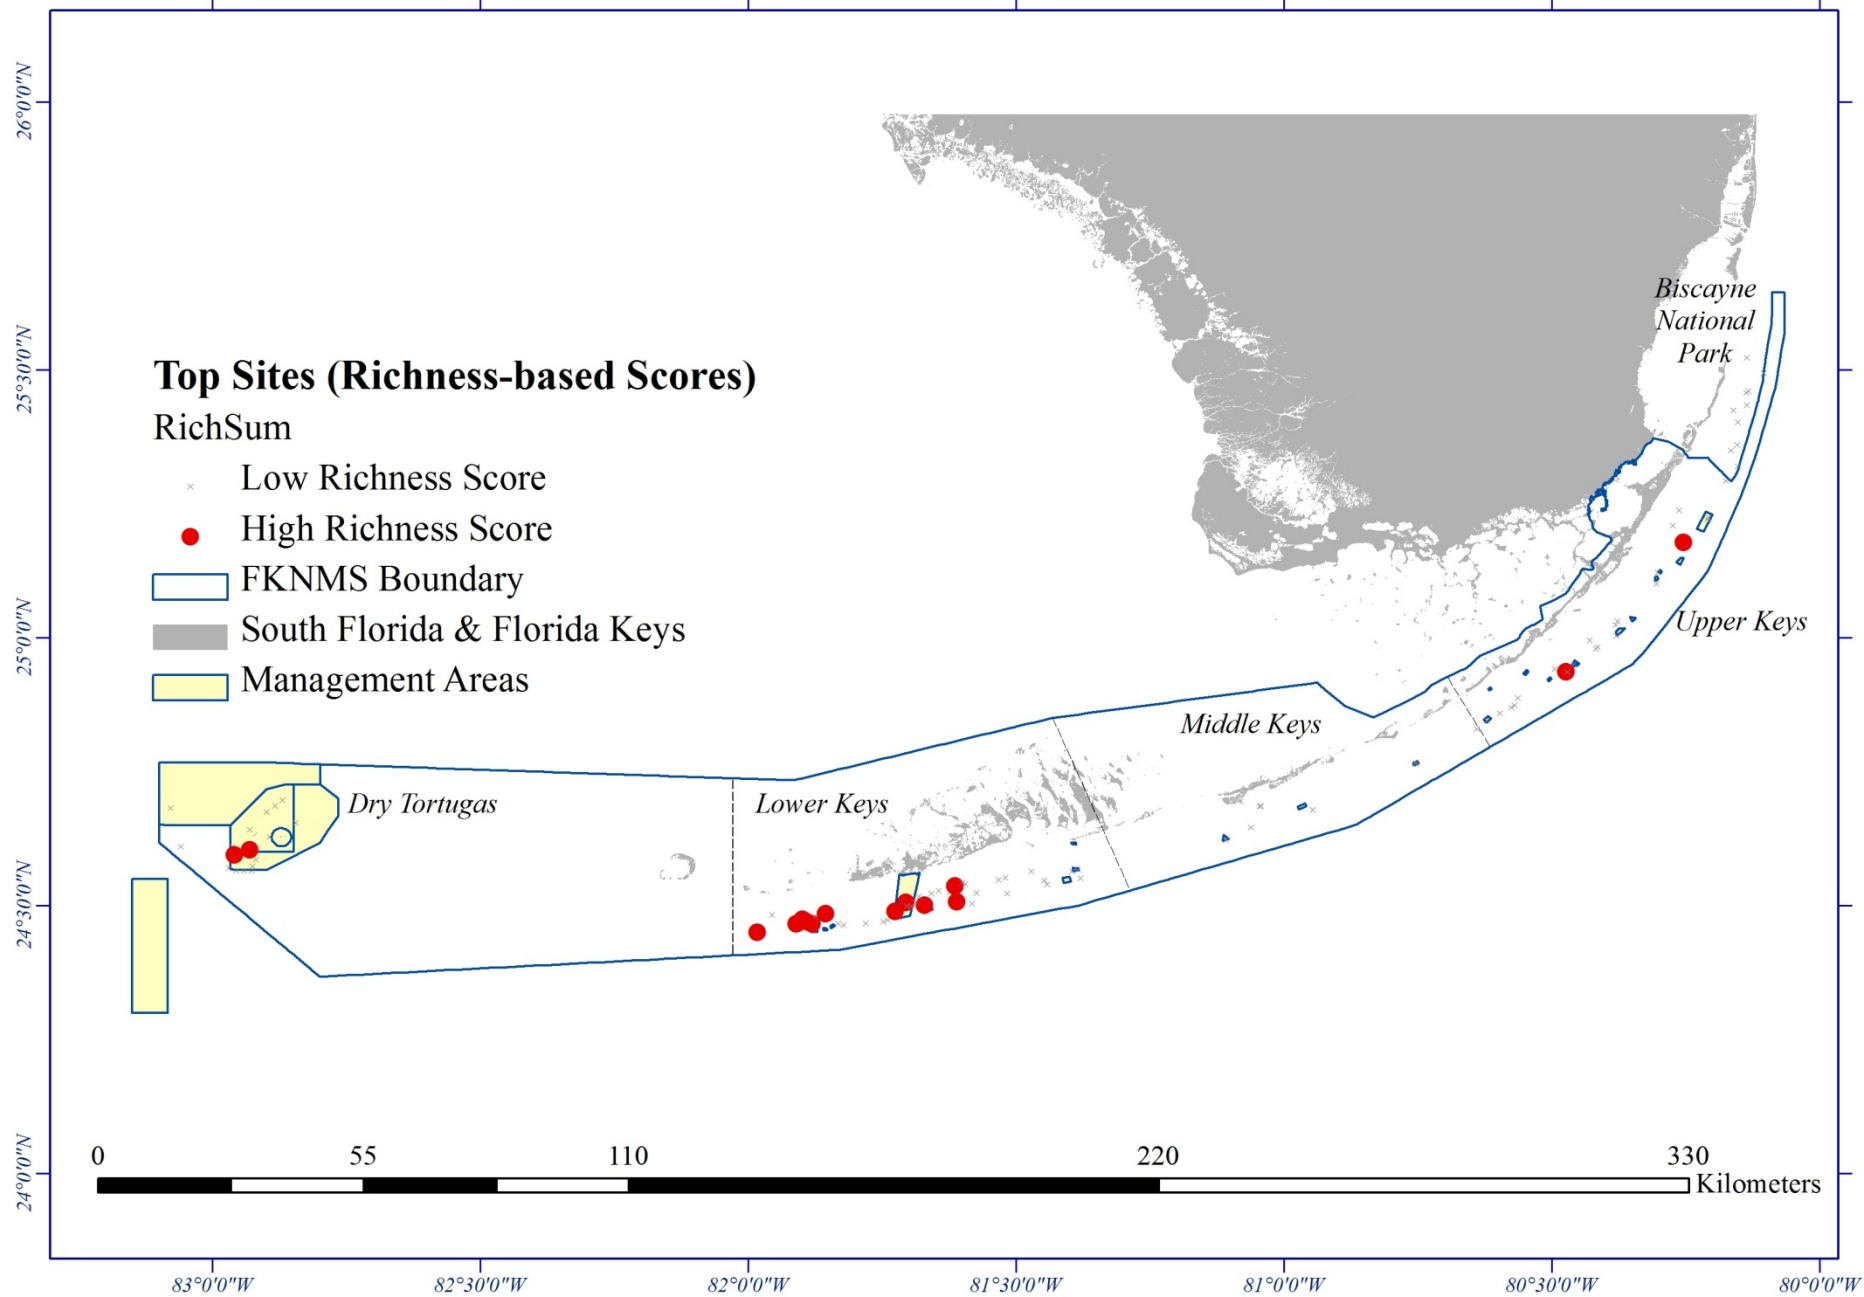 26°0'0"N
25°30'0"N
25°0'0"N
24°30'0"N
24°0'0"N
Biscayne
National
Park
Top Sites (Richness-based Scores)
RichSum
Low Richness Score
High Richness Score
FKNMS Boundary
South Florida & Florida Keys
Management Areas
Upper Keys
Middle Keys
Lower Keys
Dry Tortugas
0 55 110 220 330
Kilometers
83°0'0"W 82°30'0"W 82°0'0"W 81°30'0"W 81°0'0"W 80°30'0"W 80°0'0"W